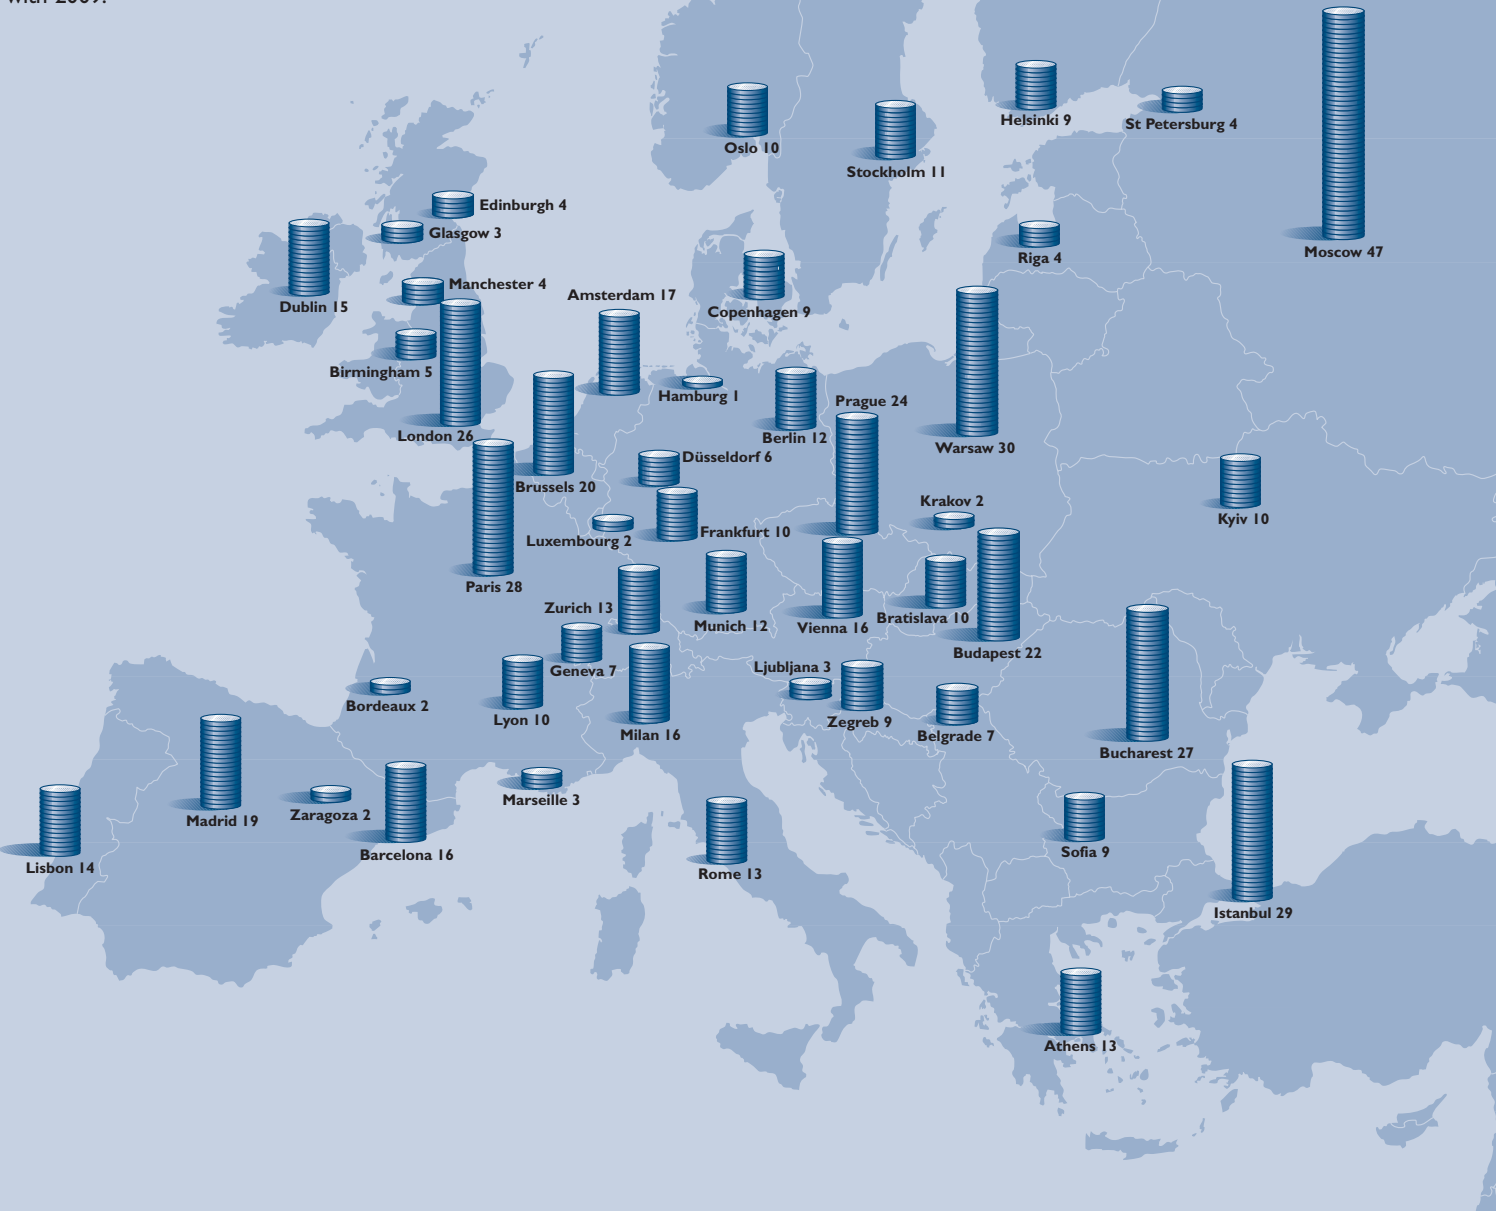 with 2009.
Helsinki 9
St Petersburg 4
Oslo 10
Stockholm 11
Edinburgh 4
Glasgow 3
Moscow 47
Riga 4
Manchester 4
Amsterdam 17
Dublin 15
Copenhagen 9
Birmingham 5
Hamburg 1
Prague 24
London 26
Berlin 12
Warsaw 30
Düsseldorf 6
Brussels 20
Krakov 2
Kyiv 10
Frankfurt 10
Luxembourg 2
Paris 28
Zurich 13
Munich 12
Vienna 16
Bratislava 10
Budapest 22
Geneva 7
Ljubljana 3
Bordeaux 2
Lyon 10
Milan 16
Zegreb 9
Belgrade 7
Bucharest 27
Marseille 3
Madrid 19
Zaragoza 2
Barcelona 16
Sofia 9
Lisbon 14
Rome 13
Istanbul 29
Athens 13